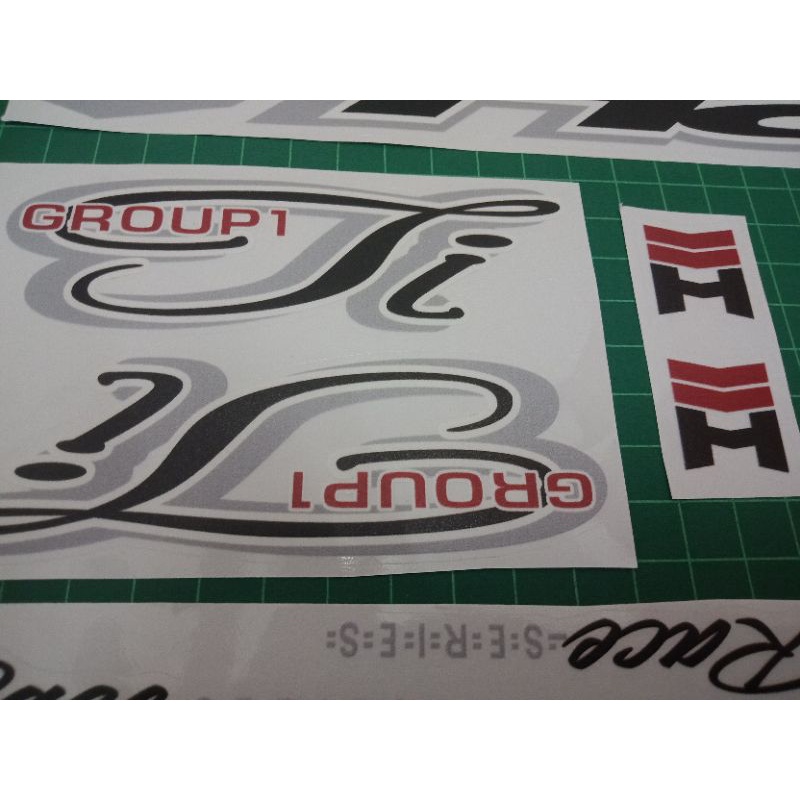 GROUP1
Ti
H
H
Ti
GROUP1
Race
-S:E:R:I:E:S: